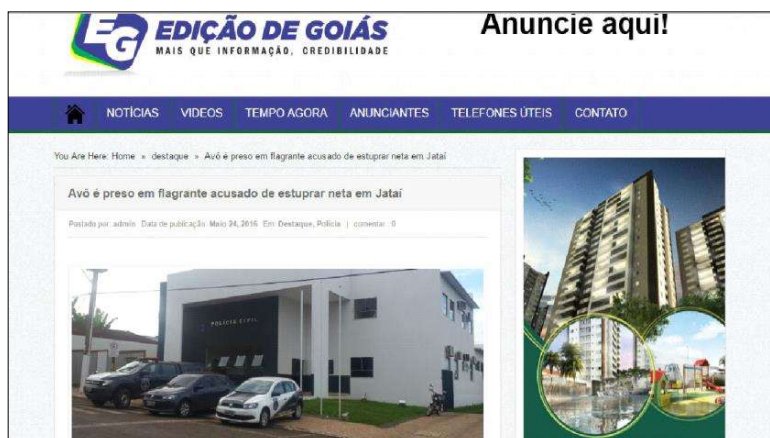 EG EDIÇÃO DE GOIÁS
MAIS QUE INFORMAÇÃO, CREDIBILIDADE
Anuncie aqui!
NOTÍCIAS VIDEOS TEMPO AGORA ANUNCIANTES TELEFONES ÚTEIS CONTATO
You Are Here: Home » destaque » Avô é preso em flagrante acusado de estuprar neta em Jataí
Avô é preso em flagrante acusado de estuprar neta em Jataí
Postado por: admin Data de publicação: Maio 24, 2016 Em: Destaque, Polícia | comentar : 0
POLÍCIA CIVIL